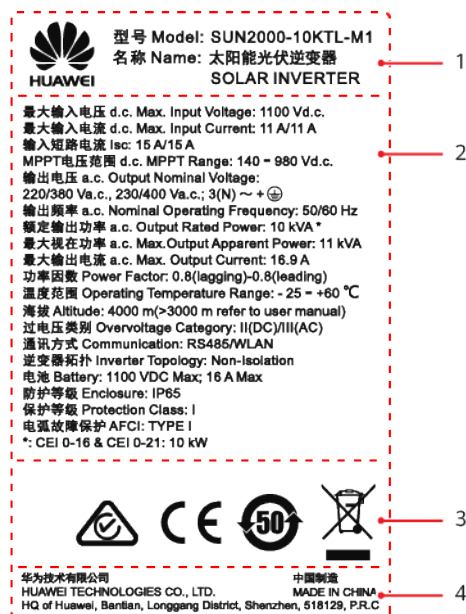 HUAWEI
型号 Model: SUN2000-10KTL-M1
名称 Name: 太阳能光伏逆变器
SOLAR INVERTER
1
最大输入电压 d.c. Max. Input Voltage: 1100 Vd.c.
最大输入电流 d.c. Max. Input Current: 11 A/11 A
输入短路电流 Isc: 15 A/15 A
MPPT电压范围 d.c. MPPT Range: 140 - 980 Vd.c.
输出电压 a.c. Output Nominal Voltage:
220/380 Va.c., 230/400 Va.c.; 3(N) ~ +
输出频率 a.c. Nominal Operating Frequency: 50/60 Hz
额定输出功率 a.c. Output Rated Power: 10 kVA *
最大视在功率 a.c. Max.Output Apparent Power: 11 kVA
最大输出电流 a.c. Max. Output Current: 16.9 A
功率因数 Power Factor: 0.8(lagging)-0.8(leading)
温度范围 Operating Temperature Range: - 25 - +60 ℃
海拔 Altitude: 4000 m(>3000 m refer to user manual)
过电压类别 Overvoltage Category: II(DC)/III(AC)
通讯方式 Communication: RS485/WLAN
逆变器拓扑 Inverter Topology: Non-isolation
电池 Battery: 1100 VDC Max; 16 A Max
防护等级 Enclosure: IP65
保护等级 Protection Class: I
电弧故障保护 AFCI: TYPE I
*: CEI 0-16 & CEI 0-21: 10 kW
2
CE
50
3
华为技术有限公司 中国制造
HUAWEI TECHNOLOGIES CO., LTD. MADE IN CHINA
HQ of Huawei, Bantian, Longgang District, Shenzhen, 518129, P.R.C
4